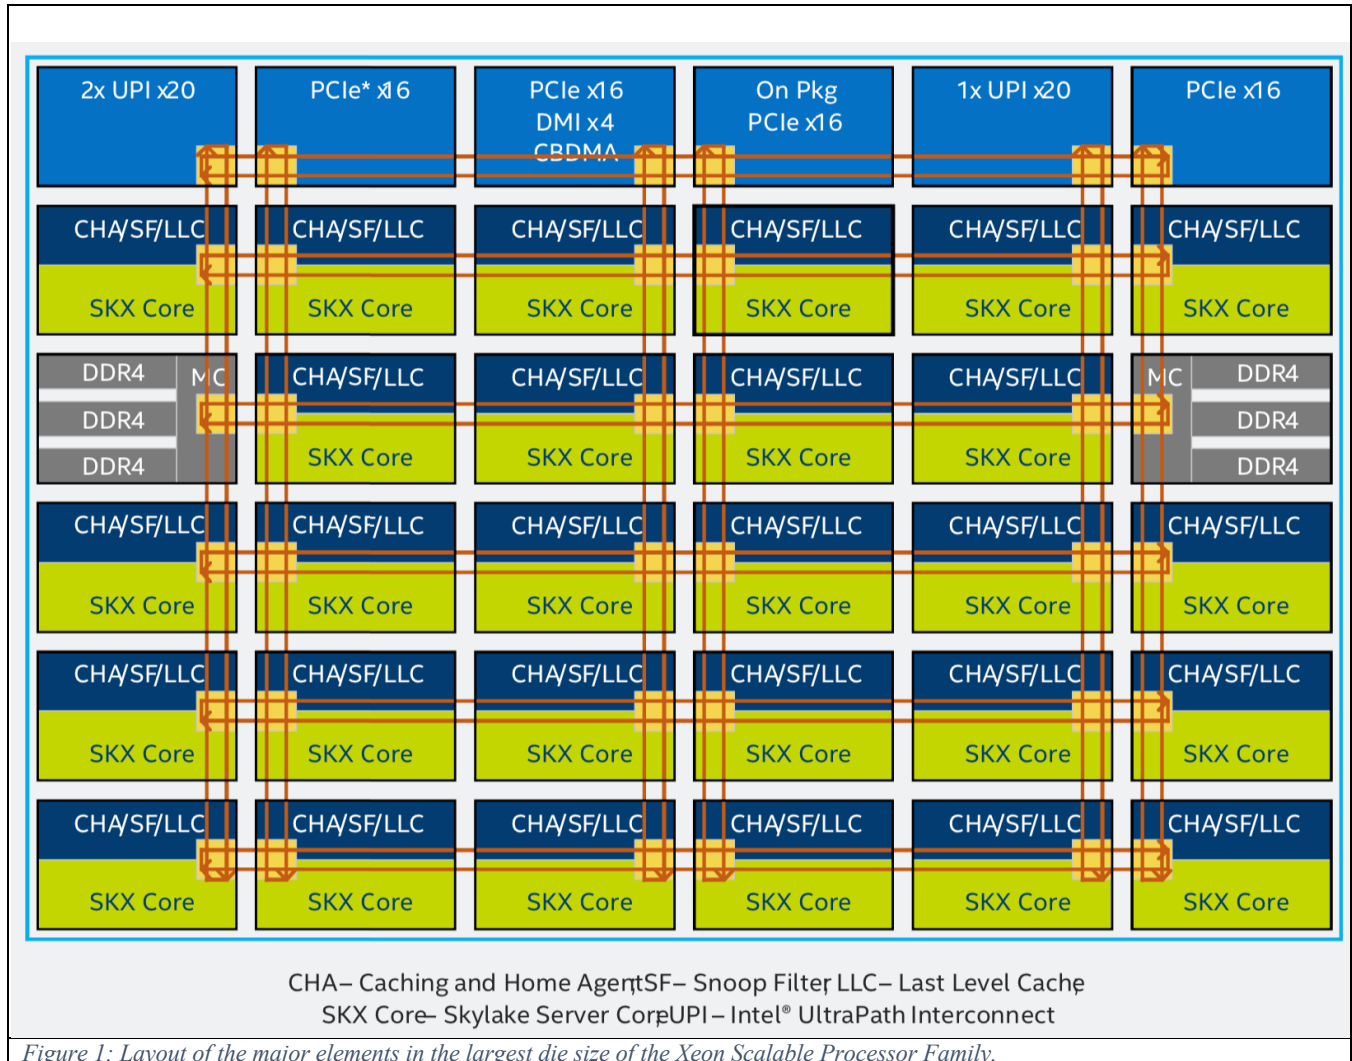 2x UPI x20 PCIe* x16 PCIe x16 On Pkg 1x UPI x20 PCIe x16
DMI x4 PCIe x16
CBDMA
CHA/SF/LLC CHA/SF/LLC CHA/SF/LLC CHA/SF/LLC CHA/SF/LLC CHA/SF/LLC
SKX Core SKX Core SKX Core SKX Core SKX Core SKX Core
DDR4 MC CHA/SF/LLC CHA/SF/LLC CHA/SF/LLC CHA/SF/LLC MC DDR4
DDR4 DDR4
SKX Core SKX Core SKX Core SKX Core
DDR4 DDR4
CHA/SF/LLC CHA/SF/LLC CHA/SF/LLC CHA/SF/LLC CHA/SF/LLC CHA/SF/LLC
SKX Core SKX Core SKX Core SKX Core SKX Core SKX Core
CHA/SF/LLC CHA/SF/LLC CHA/SF/LLC CHA/SF/LLC CHA/SF/LLC CHA/SF/LLC
SKX Core SKX Core SKX Core SKX Core SKX Core SKX Core
CHA/SF/LLC CHA/SF/LLC CHA/SF/LLC CHA/SF/LLC CHA/SF/LLC CHA/SF/LLC
SKX Core SKX Core SKX Core SKX Core SKX Core SKX Core
CHA – Caching and Home Agent, SF – Snoop Filter, LLC – Last Level Cache,
SKX Core – Skylake Server Core, UPI – Intel® UltraPath Interconnect
Figure 1: Layout of the major elements in the largest die size of the Xeon Scalable Processor Family.